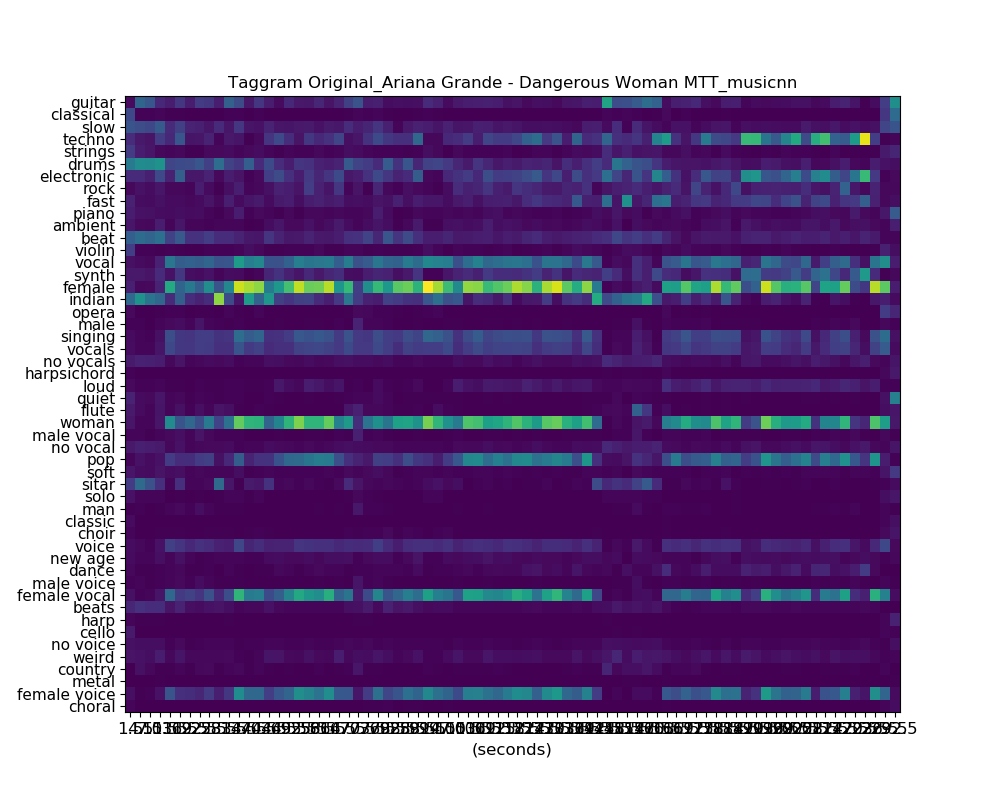 Taggram Original_Ariana Grande - Dangerous Woman MTT_musicnn
guitar
classical
slow
techno
strings
drums
electronic
rock
fast
piano
ambient
beat
violin
vocal
synth
female
indian
opera
male
singing
vocals
no vocals
harpsichord
loud
quiet
flute
woman
male vocal
no vocal
pop
soft
sitar
solo
man
classic
choir
voice
new age
dance
male voice
female vocal
beats
harp
cello
no voice
weird
country
metal
female voice
choral
(seconds)